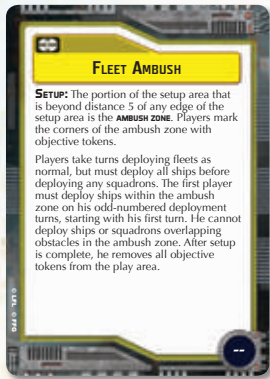 FLEET AMBUSH
SETUP: The portion of the setup area that
is beyond distance 5 of any edge of the
setup area is the AMBUSH ZONE. Players mark
the corners of the ambush zone with
objective tokens.
Players take turns deploying fleets as
normal, but must deploy all ships before
deploying any squadrons. The first player
must deploy ships within the ambush
zone on his odd-numbered deployment
turns, starting with his first turn. He cannot
deploy ships or squadrons overlapping
obstacles in the ambush zone. After setup
is complete, he removes all objective
tokens from the play area.
© LFL © FFG
--